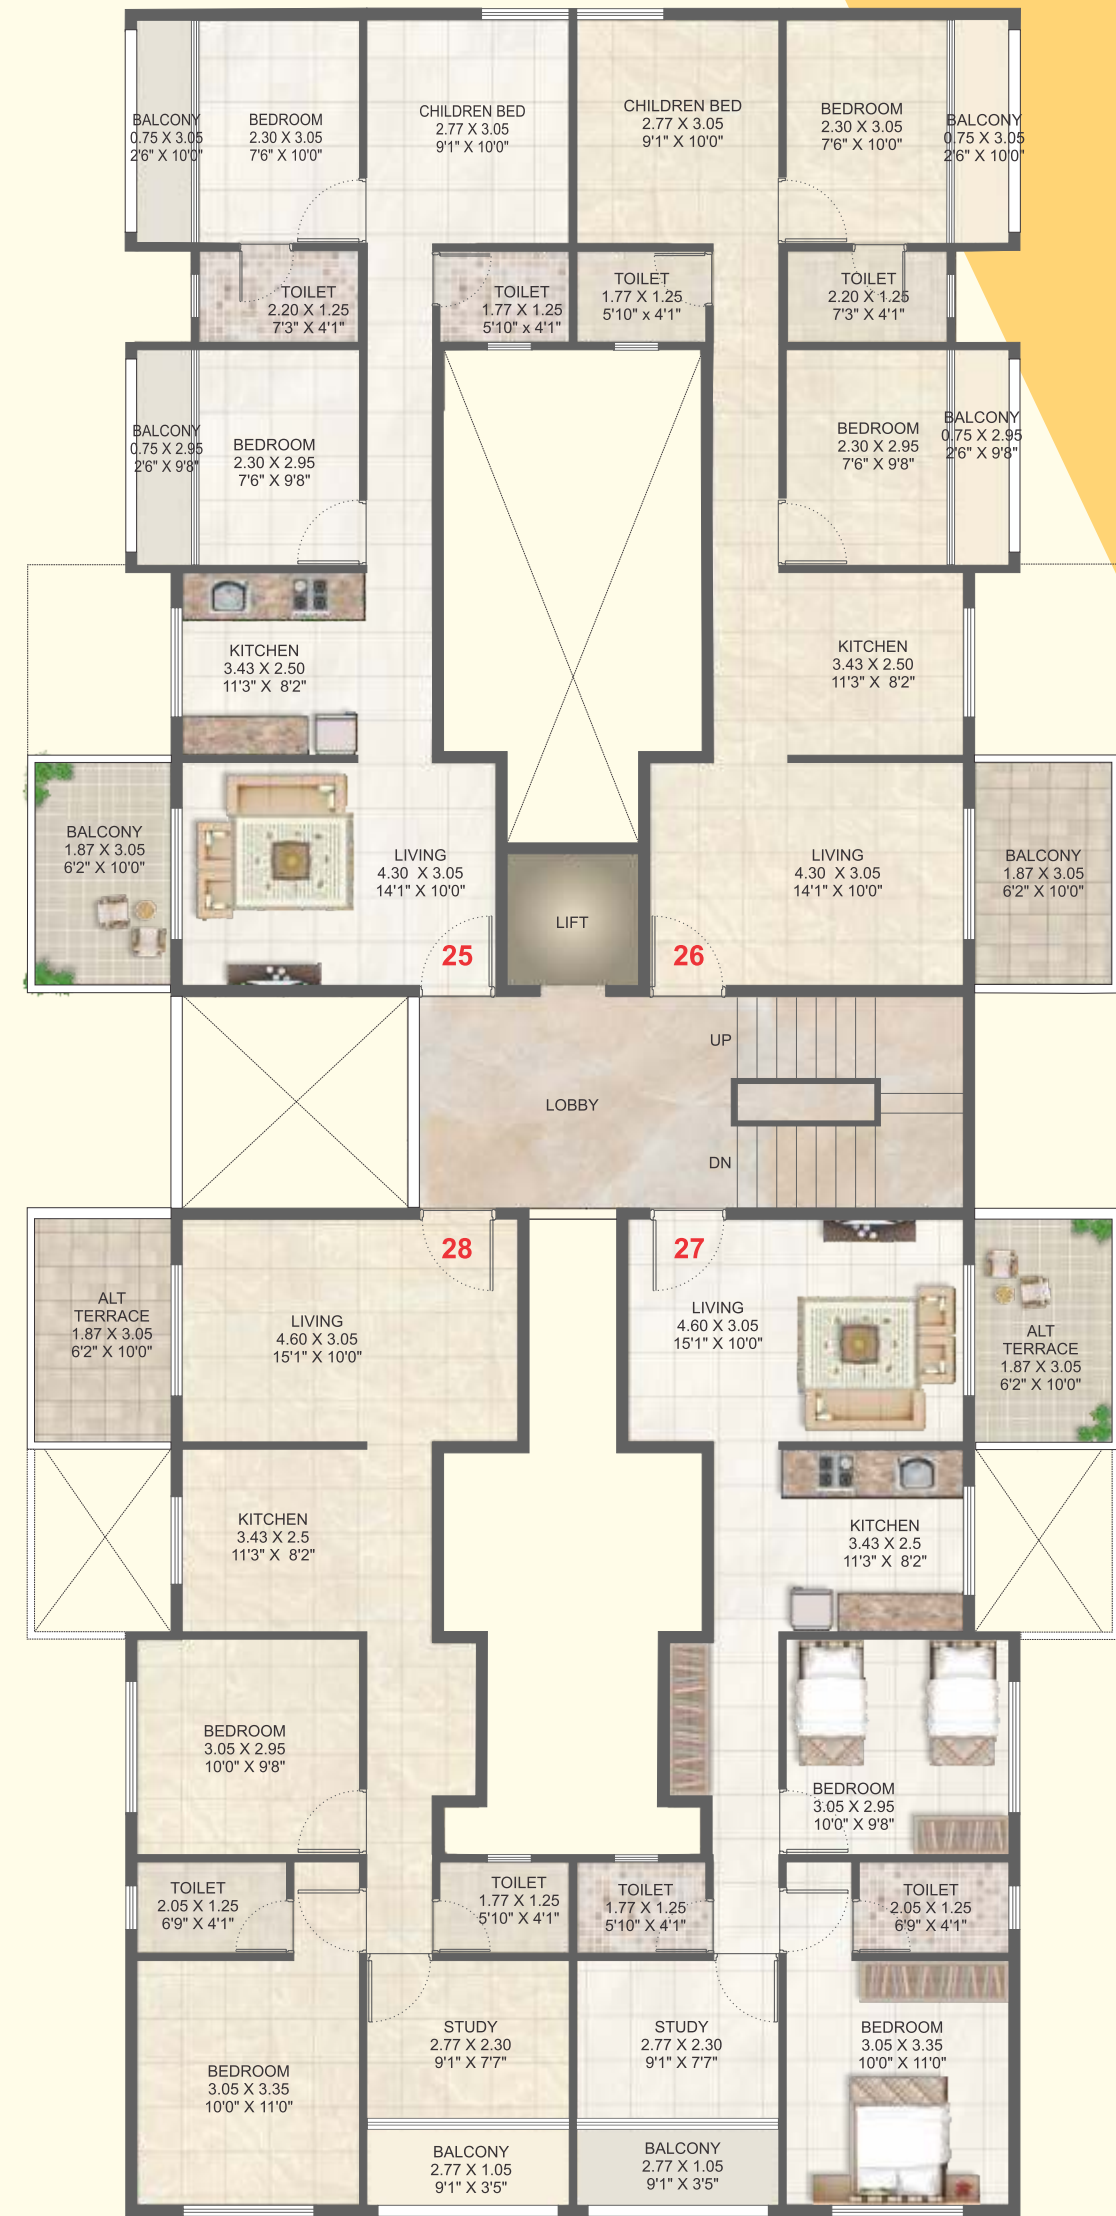 BALCONY
0.75 X 3.05
2'6" X 10'0"
BEDROOM
2.30 X 3.05
7'6" X 10'0"
CHILDREN BED
2.77 X 3.05
9'1" X 10'0"
CHILDREN BED
2.77 X 3.05
9'1" X 10'0"
BEDROOM
2.30 X 3.05
7'6" X 10'0"
BALCONY
0.75 X 3.05
2'6" X 10'0"
TOILET
2.20 X 1.25
7'3" X 4'1"
TOILET
1.77 X 1.25
5'10" x 4'1"
TOILET
1.77 X 1.25
5'10" x 4'1"
TOILET
2.20 X 1.25
7'3" X 4'1"
BALCONY
0.75 X 2.95
2'6" X 9'8"
BEDROOM
2.30 X 2.95
7'6" X 9'8"
BEDROOM
2.30 X 2.95
7'6" X 9'8"
BALCONY
0.75 X 2.95
2'6" X 9'8"
KITCHEN
3.43 X 2.50
11'3" X 8'2"
KITCHEN
3.43 X 2.50
11'3" X 8'2"
BALCONY
1.87 X 3.05
6'2" X 10'0"
LIVING
4.30 X 3.05
14'1" X 10'0"
LIVING
4.30 X 3.05
14'1" X 10'0"
BALCONY
1.87 X 3.05
6'2" X 10'0"
LIFT
25
26
UP
LOBBY
DN
28
27
ALT
TERRACE
1.87 X 3.05
6'2" X 10'0"
LIVING
4.60 X 3.05
15'1" X 10'0"
LIVING
4.60 X 3.05
15'1" X 10'0"
ALT
TERRACE
1.87 X 3.05
6'2" X 10'0"
KITCHEN
3.43 X 2.5
11'3" X 8'2"
KITCHEN
3.43 X 2.5
11'3" X 8'2"
BEDROOM
3.05 X 2.95
10'0" X 9'8"
BEDROOM
3.05 X 2.95
10'0" X 9'8"
TOILET
2.05 X 1.25
6'9" X 4'1"
TOILET
1.77 X 1.25
5'10" X 4'1"
TOILET
1.77 X 1.25
5'10" X 4'1"
TOILET
2.05 X 1.25
6'9" X 4'1"
BEDROOM
3.05 X 3.35
10'0" X 11'0"
STUDY
2.77 X 2.30
9'1" X 7'7"
STUDY
2.77 X 2.30
9'1" X 7'7"
BEDROOM
3.05 X 3.35
10'0" X 11'0"
BALCONY
2.77 X 1.05
9'1" X 3'5"
BALCONY
2.77 X 1.05
9'1" X 3'5"